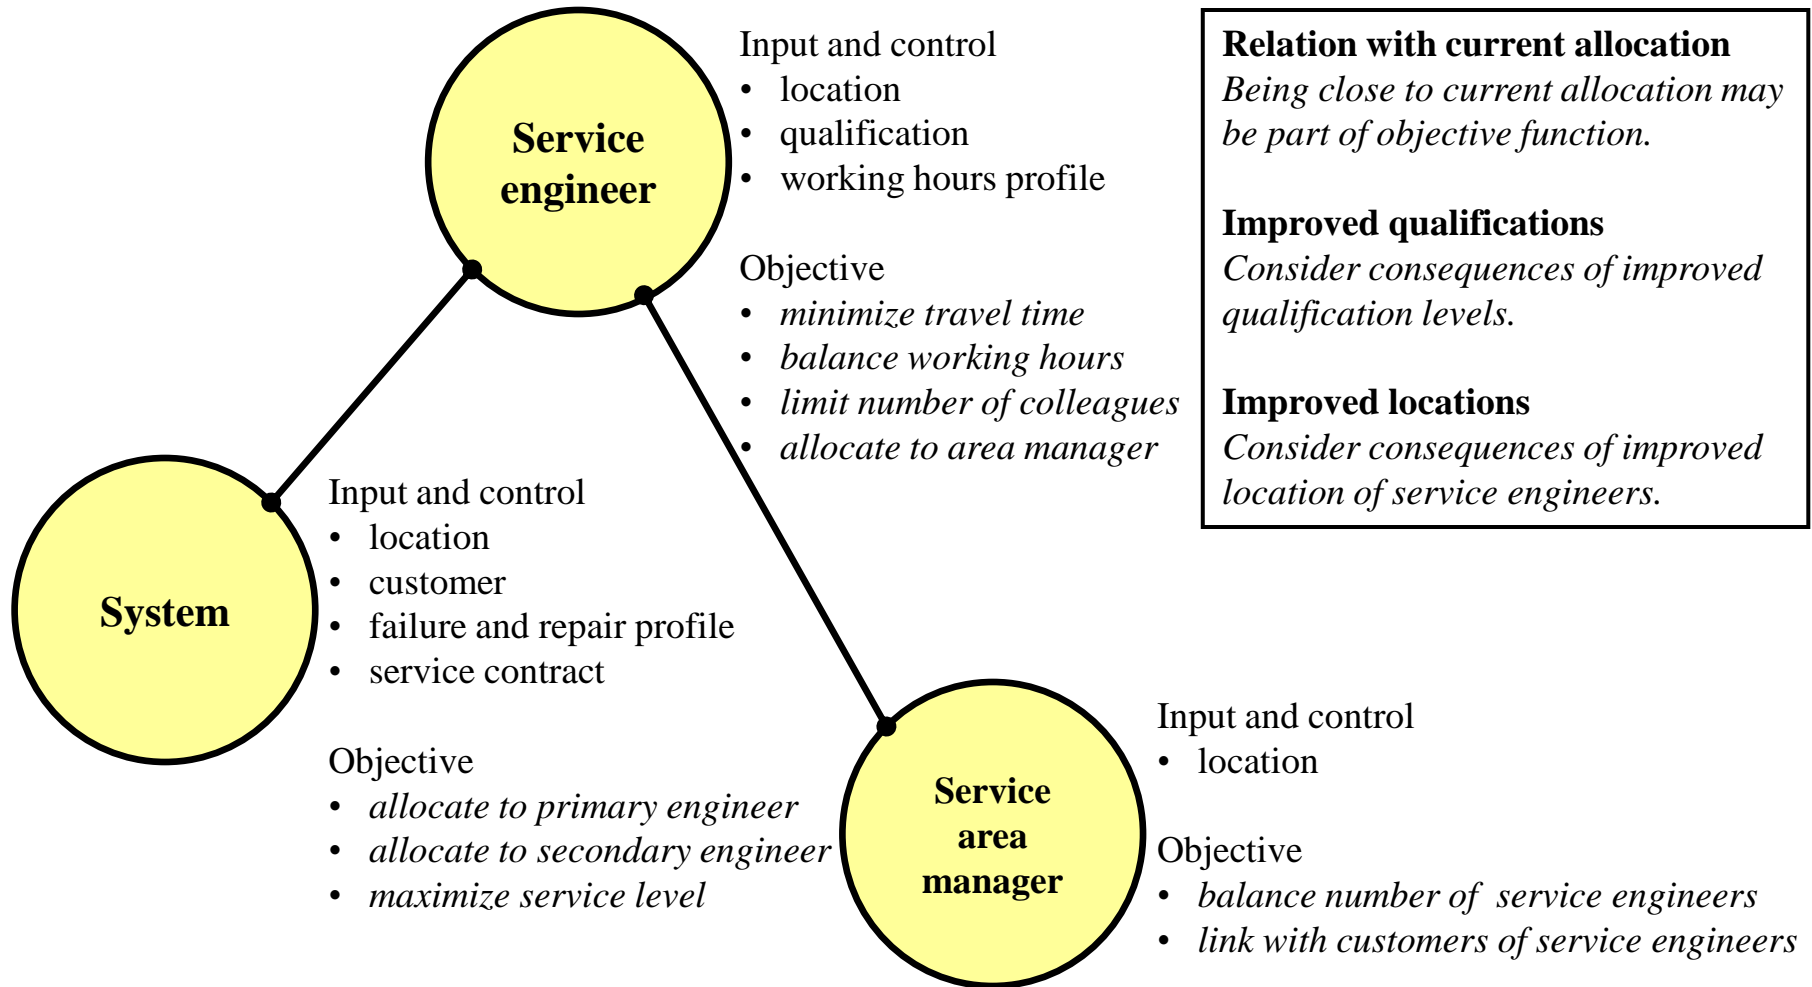 Service
engineer
Input and control
• location
• qualification
• working hours profile
Objective
• minimize travel time
• balance working hours
• limit number of colleagues
• allocate to area manager
Relation with current allocation
Being close to current allocation may
be part of objective function.
Improved qualifications
Consider consequences of improved
qualification levels.
Improved locations
Consider consequences of improved
location of service engineers.
System
Input and control
• location
• customer
• failure and repair profile
• service contract
Objective
• allocate to primary engineer
• allocate to secondary engineer
• maximize service level
Service
area
manager
Input and control
• location
Objective
• balance number of service engineers
• link with customers of service engineers